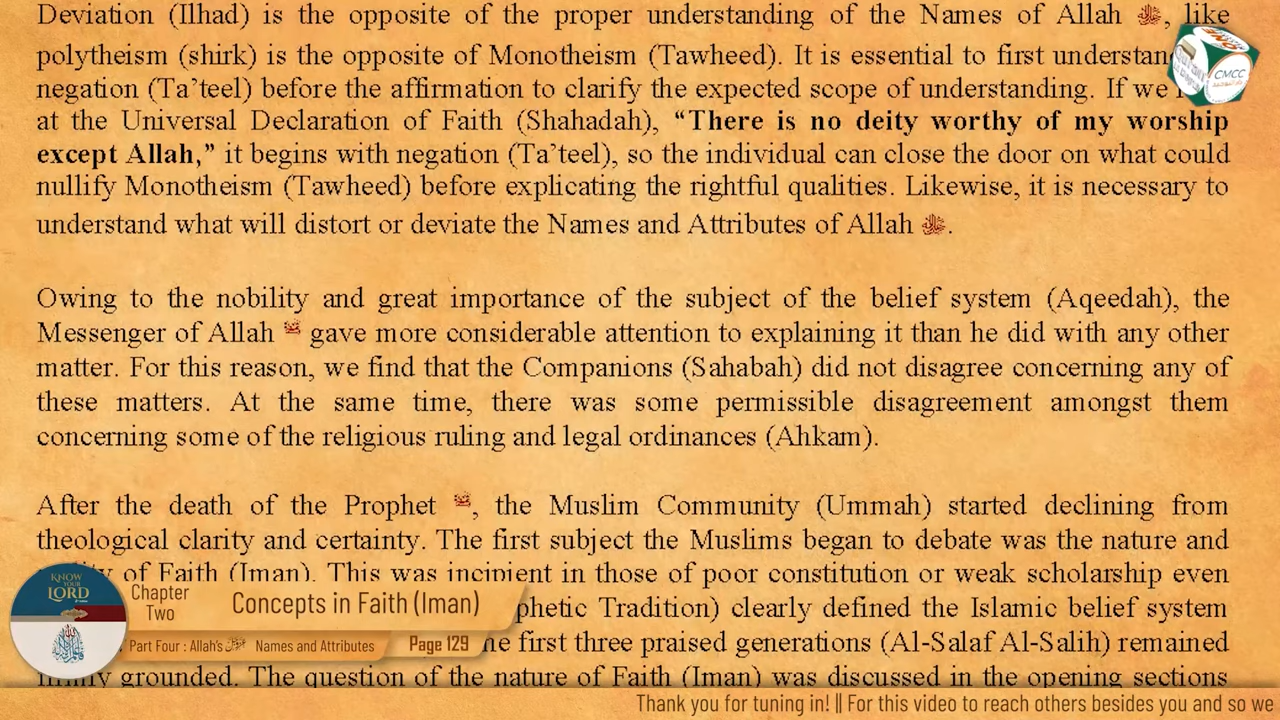 Deviation (Ilhad) is the opposite of the proper understanding of the Names of Allah ﷻ, like
polytheism (shirk) is the opposite of Monotheism (Tawheed). It is essential to first
negation (Ta’teel) before the affirmation to clarify the expected scope of understanding. If we
at the Universal Declaration of Faith (Shahadah), “There is no deity worthy of my worship
except Allah,” it begins with negation (Ta’teel), so the individual can close the door on what could
nullify Monotheism (Tawheed) before explicating the rightful qualities. Likewise, it is necessary to
understand what will distort or deviate the Names and Attributes of Allah ﷻ.
Owing to the nobility and great importance of the subject of the belief system (Aqeedah), the
Messenger of Allah ﷺ gave more considerable attention to explaining it than he did with any other
matter. For this reason, we find that the Companions (Sahabah) did not disagree concerning any of
these matters. At the same time, there was some permissible disagreement amongst them
concerning some of the religious ruling and legal ordinances (Ahkam).
After the death of the Prophet ﷺ, the Muslim Community (Ummah) started declining from
theological clarity and certainty. The first subject the Muslims began to debate was the nature and
of Faith (Iman). This was incipient in those of poor constitution or weak scholarship even
Tradition) clearly defined the Islamic belief system
first three praised generations (Al-Salaf Al-Salih) remained
grounded. The question of the nature of Faith (Iman) was discussed in the opening sections
CMCC
KNOW
YOUR
LORD
Chapter
Two
Concepts in Faith (Iman)
Part Four : Allah's ﷻ Names and Attributes
Page 129
Thank you for tuning in! || For this video to reach others besides you and so we